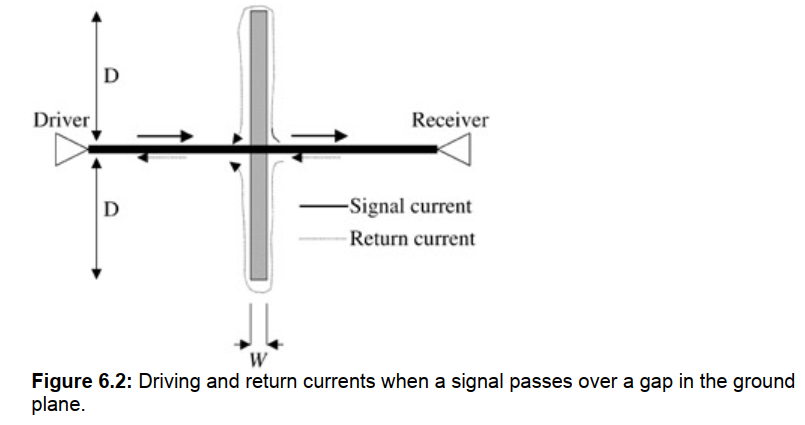 D
Driver
Receiver
D
Signal current
Return current
W
Figure 6.2: Driving and return currents when a signal passes over a gap in the ground
plane.